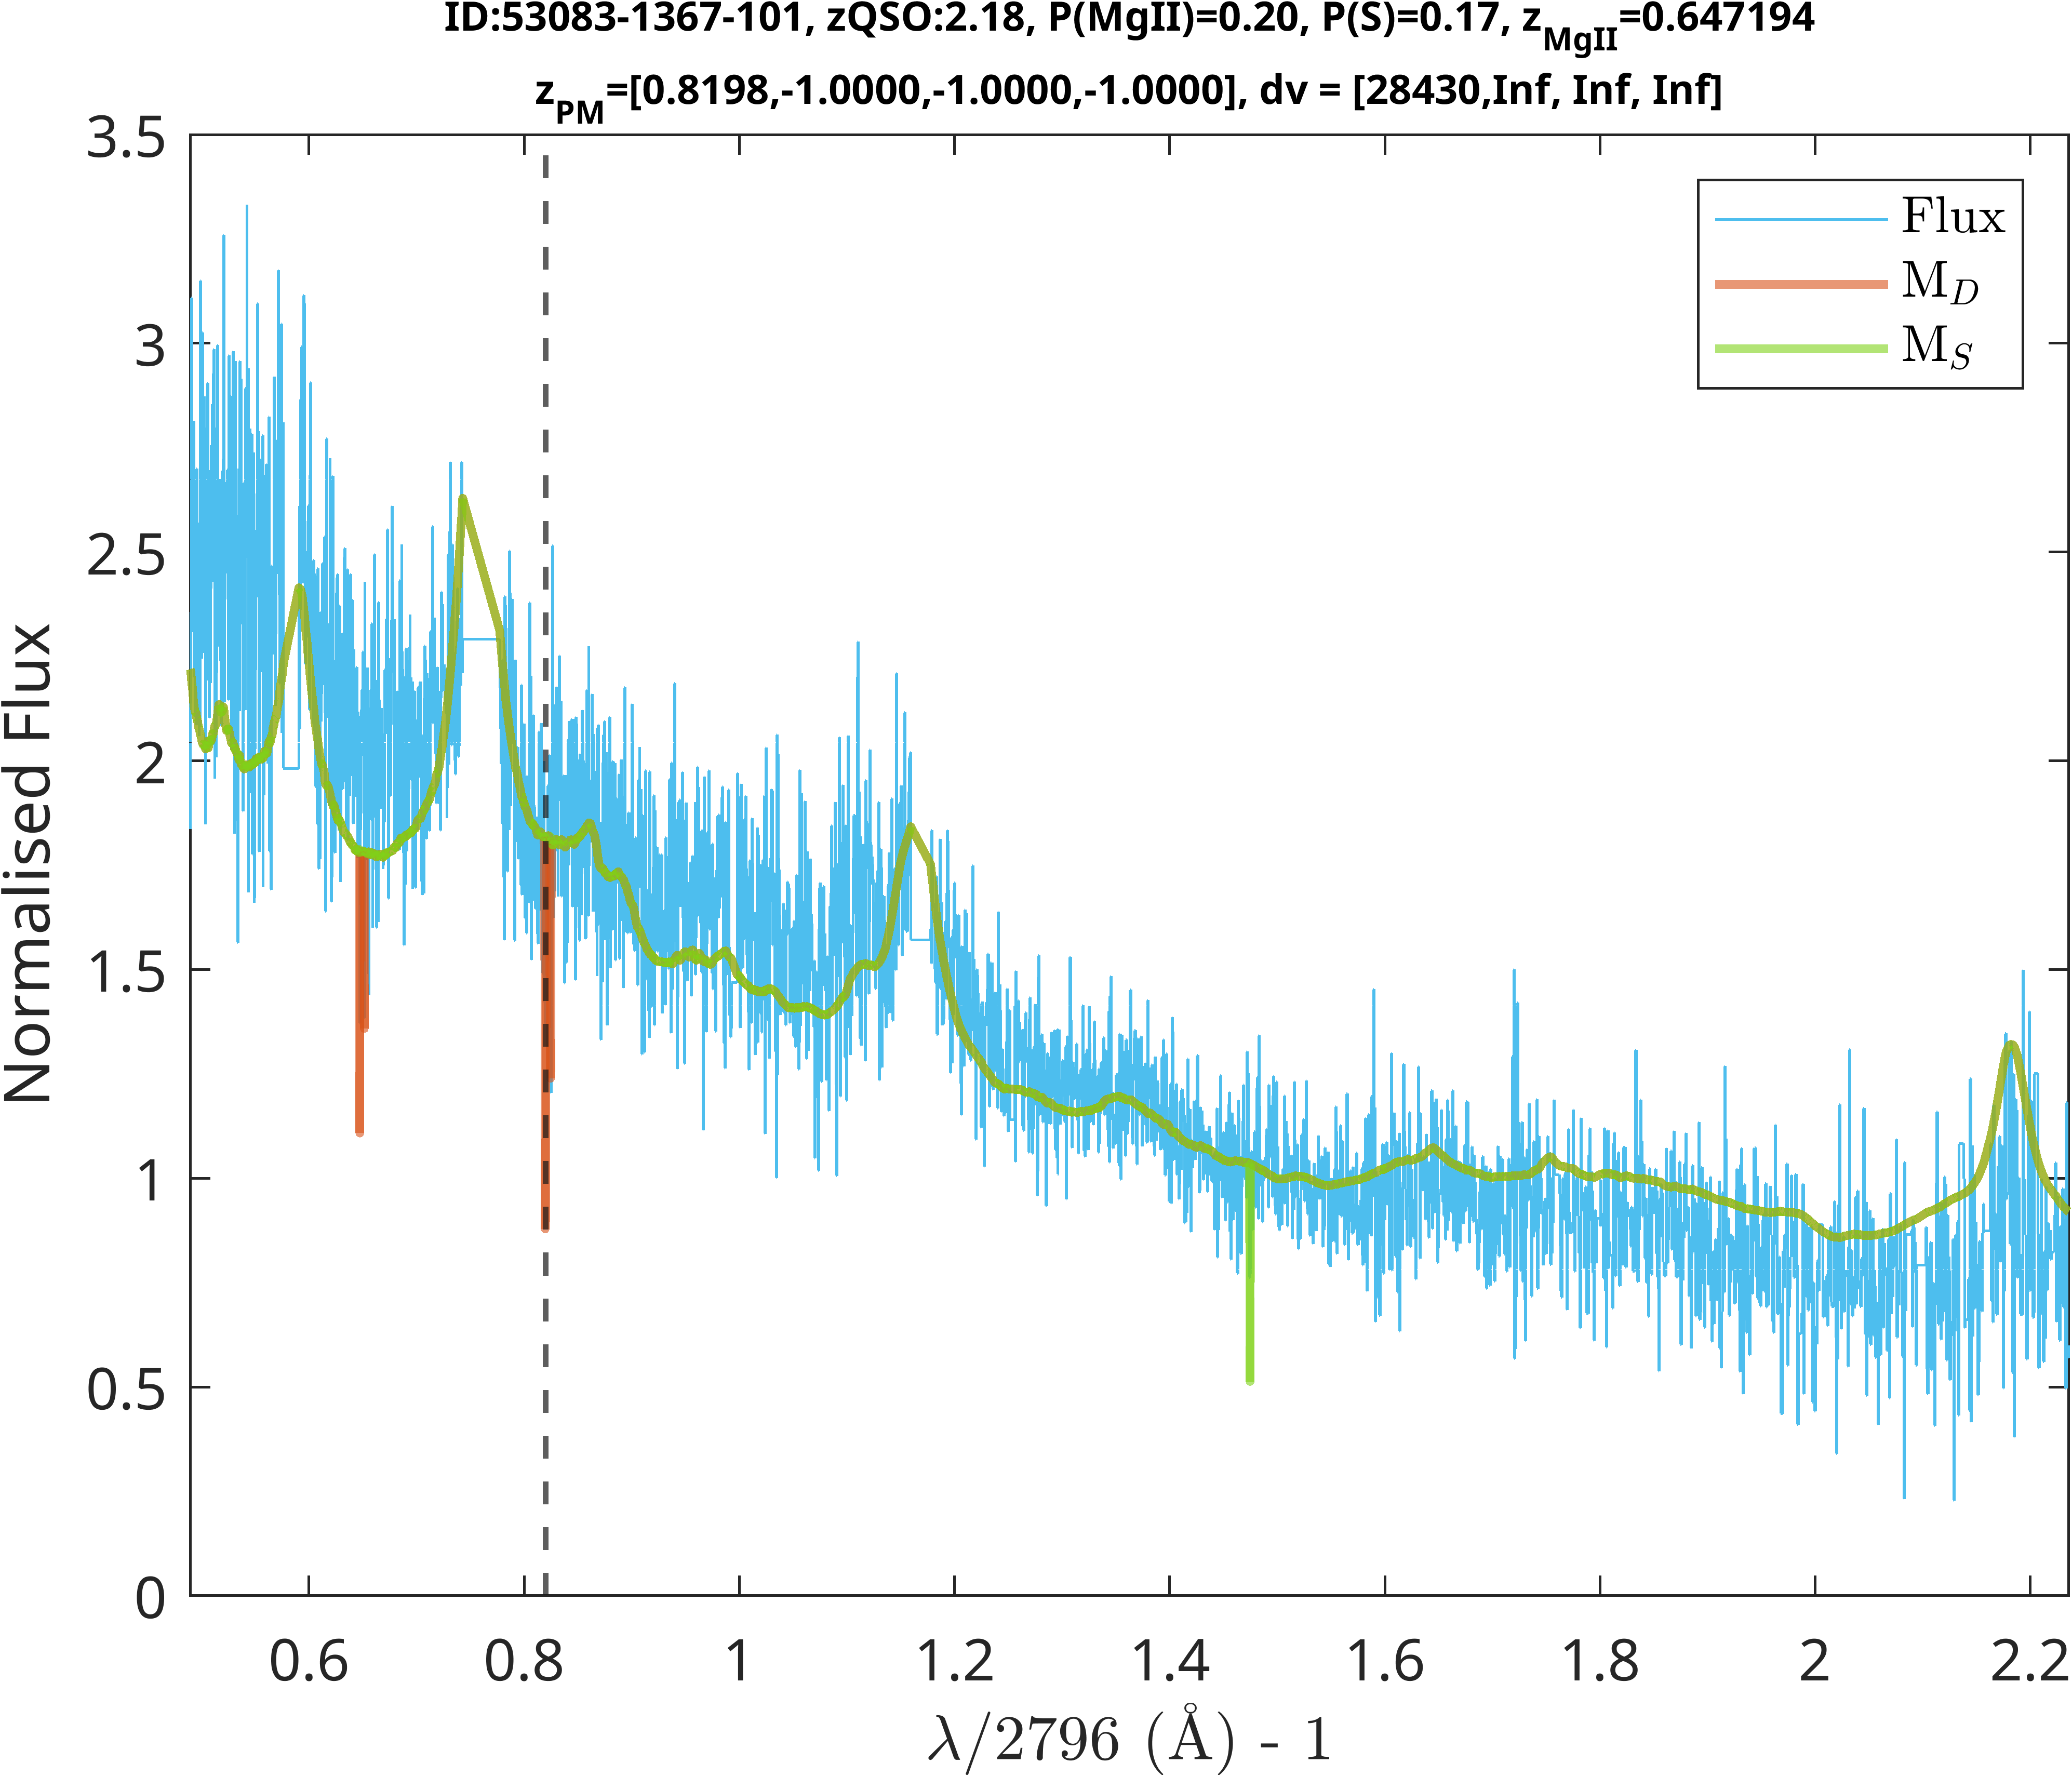 ID:53083-1367-101, zQSO:2.18, P(MgII)=0.20, P(S)=0.17, zMgII=0.647194
zPM=[0.8198,-1.0000,-1.0000,-1.0000], dv = [28430,Inf, Inf, Inf]
3.5
3
2.5
2
1.5
1
0.5
0
Normalised Flux
Flux
MD
MS
0.6
0.8
1
1.2
1.4
1.6
1.8
2
2.2
λ/2796 (Å) - 1